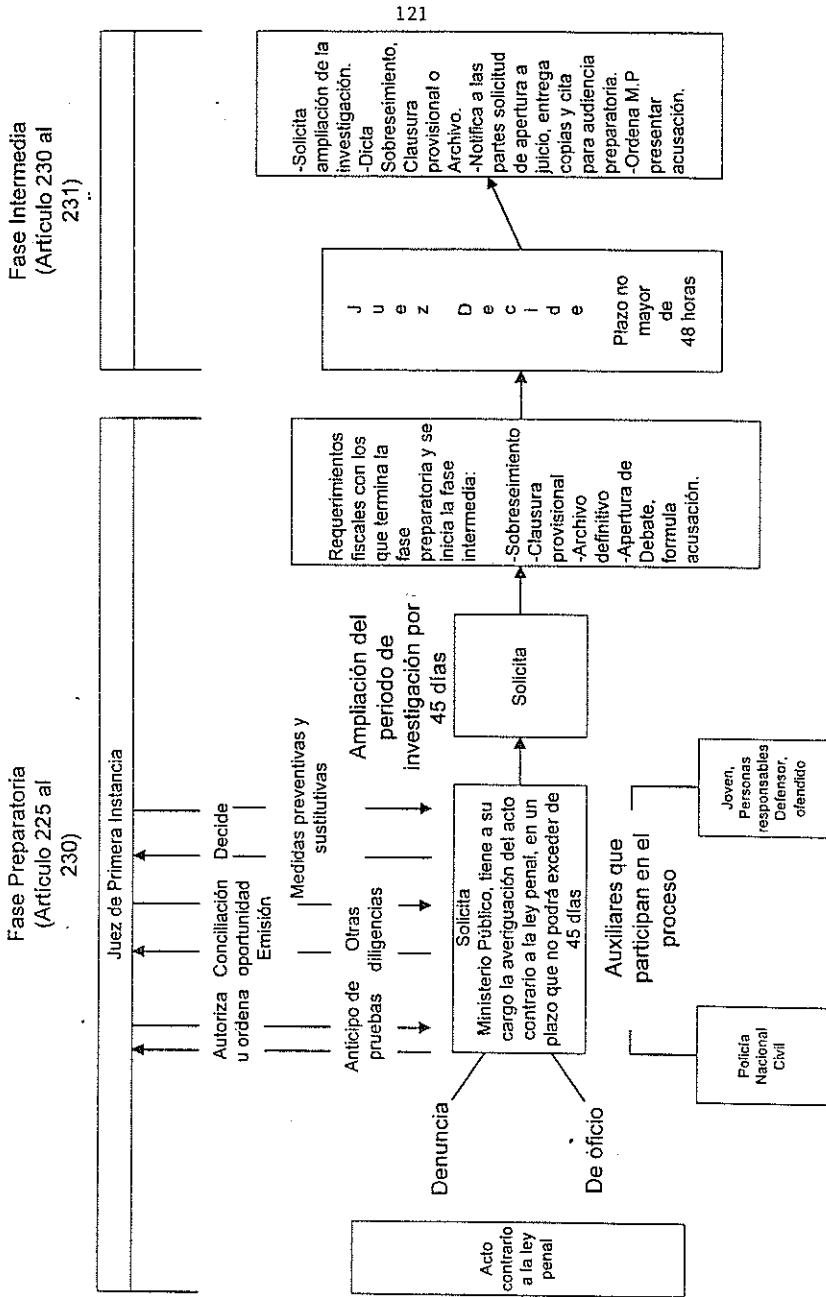 121
Fase Preparatoria
(Artículo 225 al
230)
Fase Intermedia
(Artículo 230 al
231)
Juez de Primera Instancia
Autoriza
u ordena
Conciliación
oportunidad
Emisión
Decide
Anticipo de
pruebas
Otras
diligencias
Medidas preventivas y
sustitutivas
Acto
contrario
a la ley
penal
Denuncia
De oficio
Solicita
Ministerio Público, tiene a su
cargo la averiguación del acto
contrario a la ley penal, en un
plazo que no podrá exceder de
45 días
Auxiliares que
participan en el
proceso
Policía
Nacional
Civil
Joven,
Personas
responsables
Defensor,
ofendido
Ampliación del
periodo de
investigación por
45 días
Solicita
Requerimientos
fiscales con los
que termina la
fase
preparatoria y se
inicia la fase
intermedia:
-Sobreseimiento
-Clausura
provisional
-Archivo
definitivo
-Apertura de
Debate,
formula
acusación.
Juez
Decide
Plazo no
mayor
de
48 horas
-Solicita
ampliación de la
investigación.
-Dicta
Sobreseimiento,
Clausura
provisional o
Archivo.
-Notifica a las
partes solicitud
de apertura a
juicio, entrega
copias y cita
para audiencia
preparatoria.
-Ordena M.P
presentar
acusación.